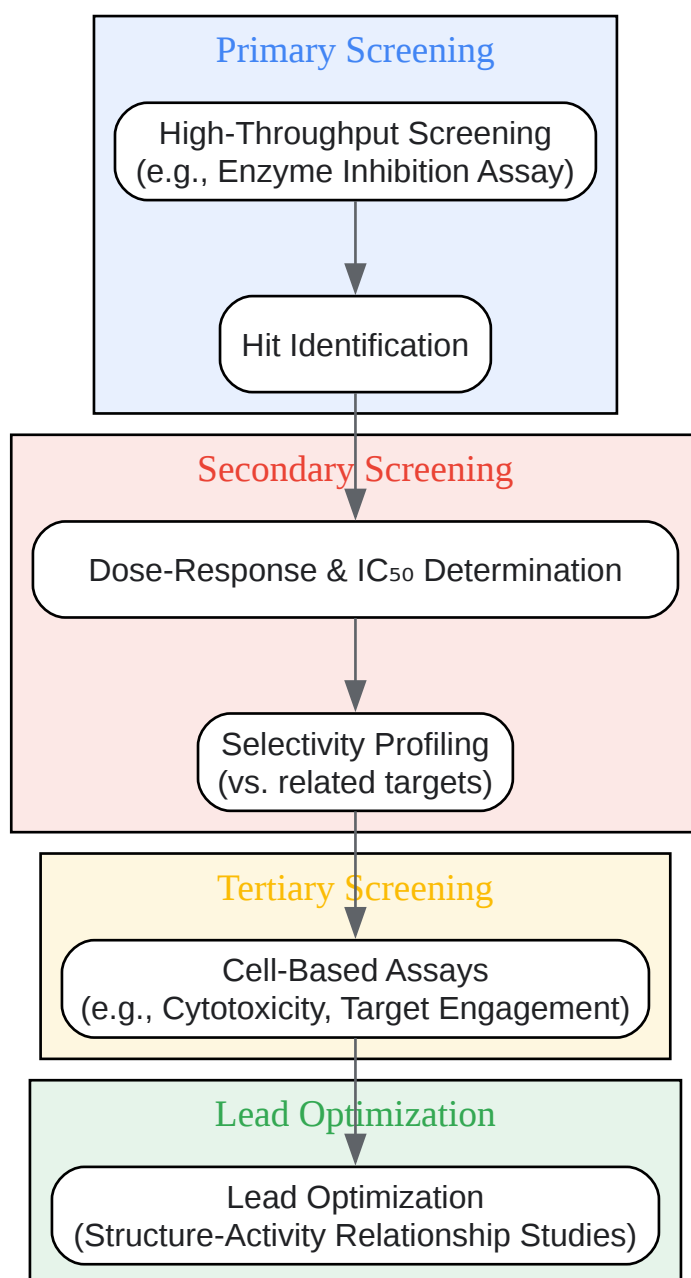 Primary Screening
High-Throughput Screening
(e.g., Enzyme Inhibition Assay)
Hit Identification
Secondary Screening
Dose-Response & IC₅₀ Determination
Selectivity Profiling
(vs. related targets)
Tertiary Screening
Cell-Based Assays
(e.g., Cytotoxicity, Target Engagement)
Lead Optimization
Lead Optimization
(Structure-Activity Relationship Studies)